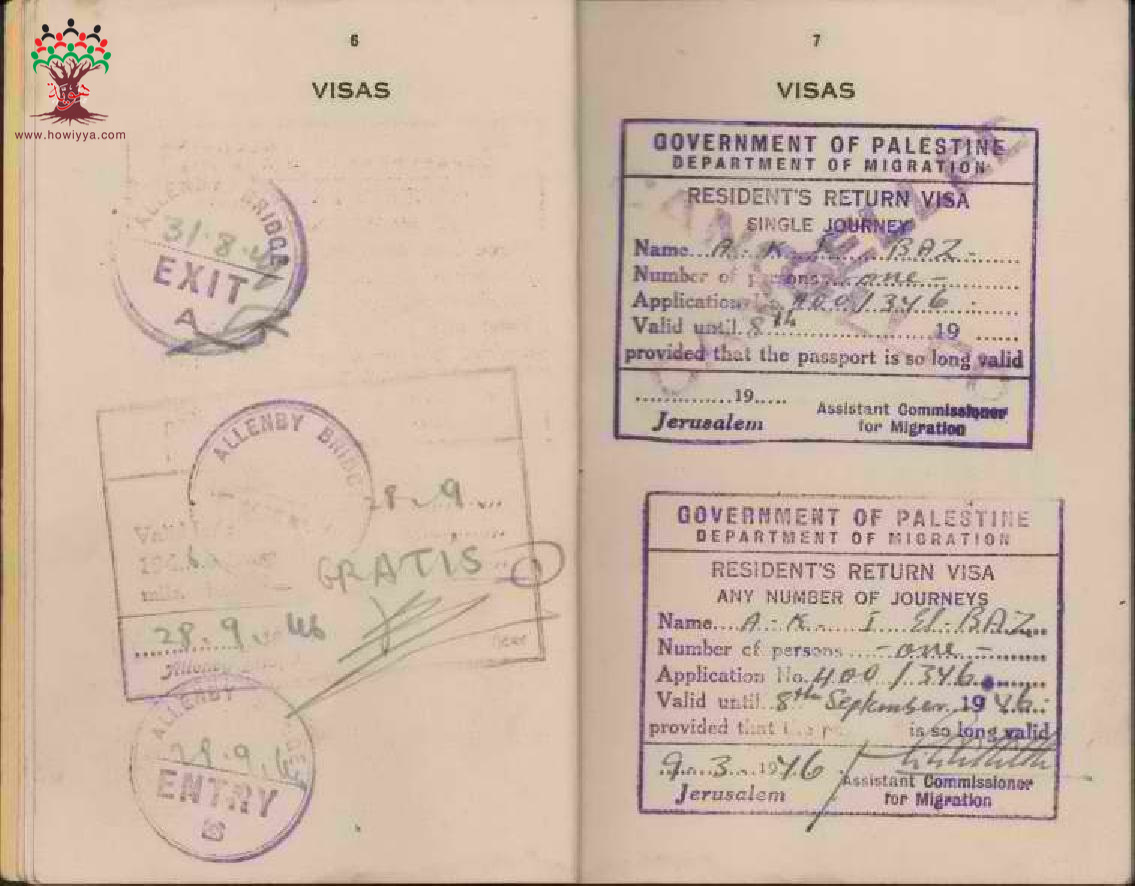 www.howiyya.com
6
VISAS
ALLENBY BRIDGE
31·8·
EXIT
A
ALLENBY BRIDG
28-9
GRATIS
28·9 46
ALLENBY
28·9·
ENTRY
7
VISAS
CANCELLED
GOVERNMENT OF PALESTINE
DEPARTMENT OF MIGRATION
RESIDENT'S RETURN VISA
SINGLE JOURNEY
Name A - K BAZ -
Number of persons - one -
Application No. 400/346
Valid until 8th 19
provided that the passport is so long valid
19
Assistant Commissioner
Jerusalem for Migration
GOVERNMENT OF PALESTINE
DEPARTMENT OF MIGRATION
RESIDENT'S RETURN VISA
ANY NUMBER OF JOURNEYS
Name A - K - I El-BAZ
Number of persons - one -
Application No. 400/346
Valid until 8th September 1946
provided that the p is so long valid
9. 3. 1946
Assistant Commissioner
Jerusalem for Migration